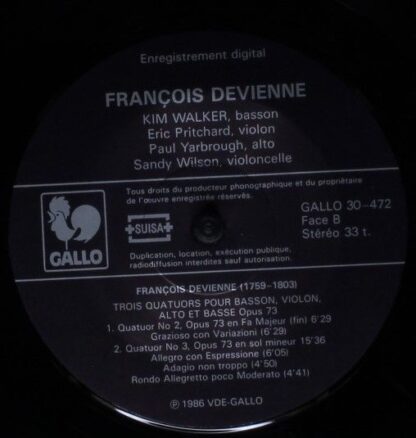 Enregistrement digital
FRANÇOIS DEVIENNE
KIM WALKER, basson
Eric Pritchard, violon
Paul Yarbrough, alto
Sandy Wilson, violoncelle
Tous droits du producteur phonographique et du propriétaire
de l'œuvre enregistrée réservés.
GALLO
SUISA
GALLO 30-472
Face B
Stéréo 33 t.
Duplication, location, exécution publique,
radiodiffusion interdites sauf autorisation.
FRANÇOIS DEVIENNE (1759-1803)
TROIS QUATUORS POUR BASSON, VIOLON,
ALTO ET BASSE Opus 73
1. Quatuor No 2, Opus 73 en Fa Majeur (fin) 6'29
Grazioso con Variazioni (6'29)
2. Quatuor No 3, Opus 73 en sol mineur 15'36
Allegro con Espressione (6'05)
Adagio non troppo (4'50)
Rondo Allegretto poco Moderato (4'41)
℗ 1986 VDE-GALLO